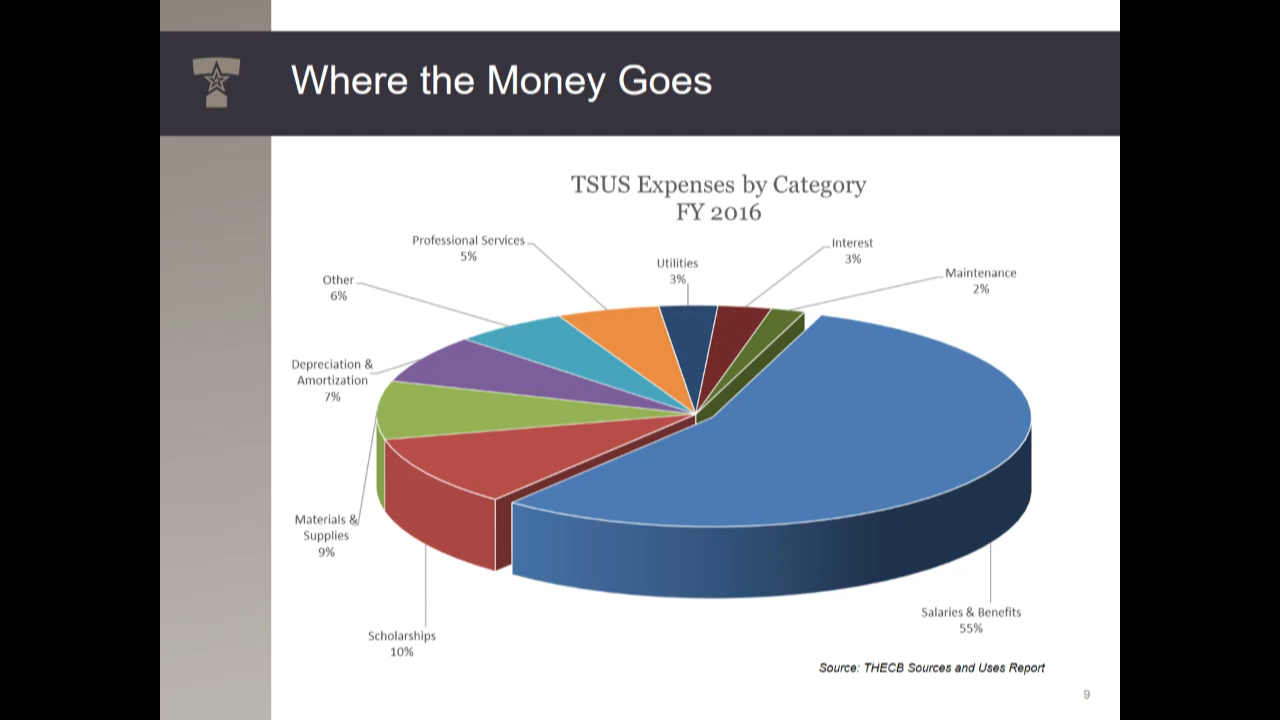 Where the Money Goes
TSUS Expenses by Category
FY 2016
Professional Services
5%
Utilities
3%
Interest
3%
Maintenance
2%
Other
6%
Depreciation &
Amortization
7%
Materials &
Supplies
9%
Scholarships
10%
Salaries & Benefits
55%
Source: THECB Sources and Uses Report
9